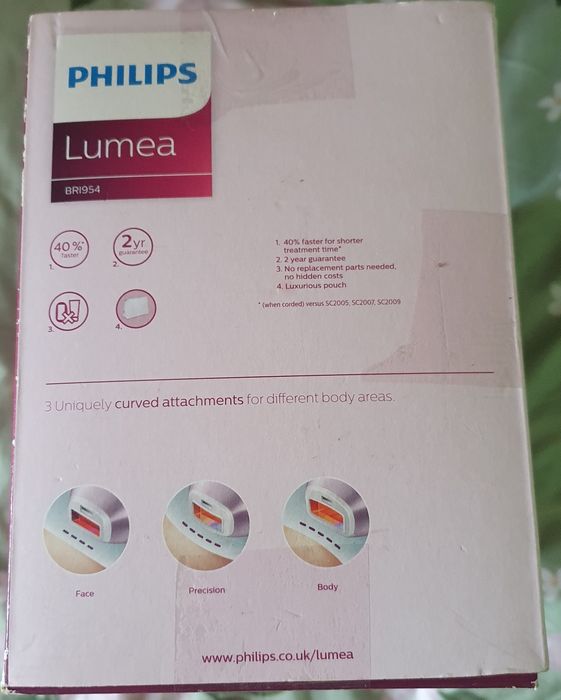 PHILIPS
Lumea
BRI954
40%*
faster
1.
2yr
guarantee
2.
3.
4.
1. 40% faster for shorter
treatment time*
2. 2 year guarantee
3. No replacement parts needed,
no hidden costs
4. Luxurious pouch
* (when corded) versus SC2005, SC2007, SC2009
3 Uniquely curved attachments for different body areas.
Face
Precision
Body
www.philips.co.uk/lumea